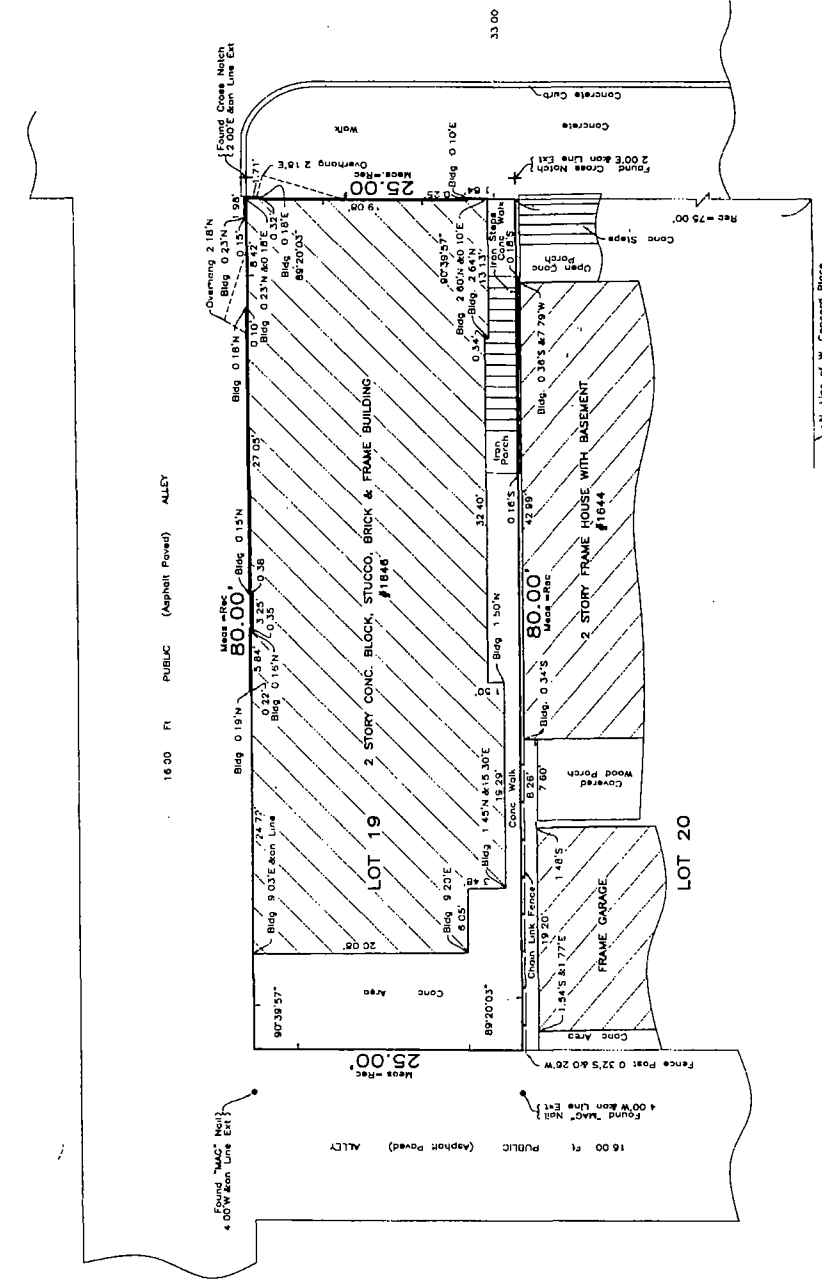 33 00
{Found Cross Notch
{2 00'E &on Line Ext
Walk
Concrete
Concrete Curb
Found Cross Notch }
2 00'E &on Line Ext }
Overhang 2 18'E
1.71'
25.00'
Meas =Rec
19.08'
0.25
Bldg 0.10'E
1.64'
1.98'
0.15'
8.42'
0.32'
Bldg 0.18'E
Bldg 0.23'N &0.18'E
89°20'03"
Overhang 2.18'N
Bldg 0.23'N
Bldg 0.18'N
0.10'
27 05'
Bldg 0.15'N
0.38
3.25'
0.35
5.84'
Bldg 0.16'N
0.22'
Bldg 0 19'N
24.72'
Bldg 9 03'E &on Line
80.00'
Meas =Rec
16 00 Ft PUBLIC (Asphalt Paved) ALLEY
90°39'57"
Bldg 2 60'N &0 10'E
Bldg. 2 64'N
13 13'
Iron Steps
Conc Walk
0.18'S
0.34'
Iron Porch
0 16'S
32 40'
Bldg 1 50'N
1 50'
Bldg 1 45'N &15 30'E
19.29'
Conc Walk
2 STORY CONC. BLOCK, STUCCO, BRICK & FRAME BUILDING
#1646
LOT 19
Bldg 9 20'E
6 05'
20 08'
Conc Area
90°39'57"
89°20'03"
25.00'
Meas =Rec
Rec =75 00'
Conc Steps
Open Conc Porch
Bldg. 0 36'S &7 79'W
2 STORY FRAME HOUSE WITH BASEMENT
#1644
42 99'
80.00'
Meas =Rec
Bldg. 0 34'S
8.26'
7 60'
Covered Wood Porch
1 48'S
Chain Link Fence
19 20'
1.54'S &1 77'E
FRAME GARAGE
LOT 20
Conc Area
Fence Post 0 32'S &0 26'W
Found "MAG" Nail}
4 00'W &on Line Ext }
Found "MAG" Nail }
4 00'W &on Line Ext }
16 00 Ft PUBLIC (Asphalt Paved) ALLEY
N Line of W Concord Place